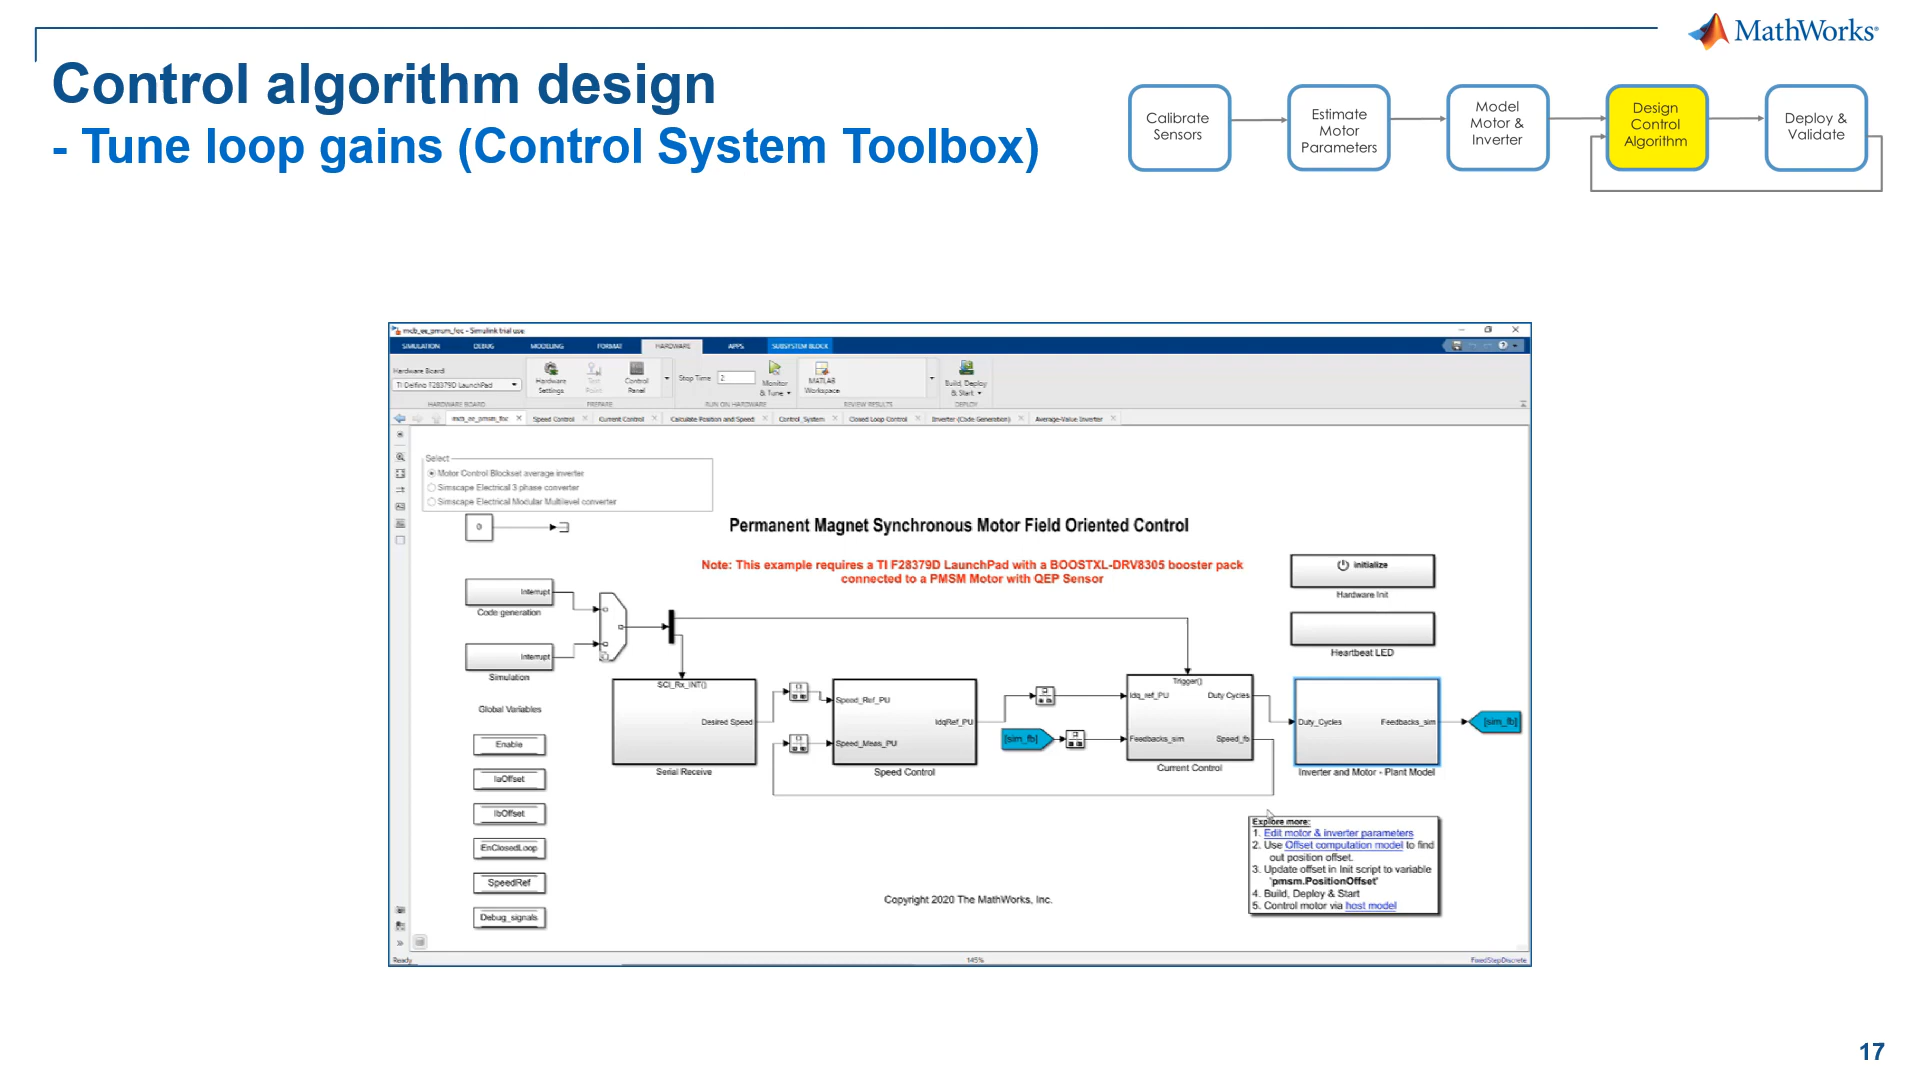 MathWorks®
Control algorithm design
- Tune loop gains (Control System Toolbox)
Calibrate
Sensors
Estimate
Motor
Parameters
Model
Motor &
Inverter
Design
Control
Algorithm
Deploy &
Validate
mcb_ee_pmsm_foc - Simulink trial use
SIMULATION DEBUG MODELING FORMAT HARDWARE APPS SUBSYSTEM BLOCK
Hardware Board
TI Delfino F28379D LaunchPad
HARDWARE BOARD
Hardware
Settings
Test
Point
Control
Panel
PREPARE
Stop Time 2
Monitor
& Tune
RUN ON HARDWARE
MATLAB
Workspace
REVIEW RESULTS
Build, Deploy
& Start
DEPLOY
mcb_ee_pmsm_foc Speed Control Current Control Calculate Position and Speed Control_System Closed Loop Control Inverter (Code Generation) Average-Value Inverter
Select
Motor Control Blockset average inverter
Simscape Electrical 3 phase converter
Simscape Electrical Modular Multilevel converter
0
Permanent Magnet Synchronous Motor Field Oriented Control
Note: This example requires a TI F28379D LaunchPad with a BOOSTXL-DRV8305 booster pack
connected to a PMSM Motor with QEP Sensor
initialize
Hardware Init
Heartbeat LED
Interrupt
Code generation
Interrupt
Simulation
Global Variables
Enable
IaOffset
IbOffset
EnClosedLoop
SpeedRef
Debug_signals
SCI_Rx_INT()
Desired Speed
Serial Receive
Speed_Ref_PU
IdqRef_PU
Speed_Meas_PU
Speed Control
[sim_fb]
Trigger()
Idq_ref_PU Duty Cycles
Feedbacks_sim Speed_fb
Current Control
Duty_Cycles Feedbacks_sim
Inverter and Motor - Plant Model
[sim_fb]
Explore more:
1. Edit motor & inverter parameters
2. Use Offset computation model to find
out position offset.
3. Update offset in Init script to variable
'pmsm.PositionOffset'
4. Build, Deploy & Start
5. Control motor via host model
Copyright 2020 The MathWorks, Inc.
Ready 145% FixedStepDiscrete
17